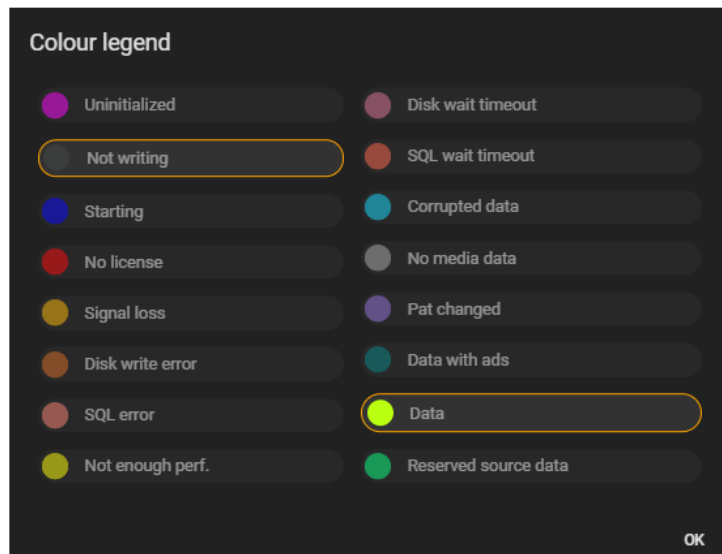 Colour legend
Uninitialized
Not writing
Starting
No license
Signal loss
Disk write error
SQL error
Not enough perf.
Disk wait timeout
SQL wait timeout
Corrupted data
No media data
Pat changed
Data with ads
Data
Reserved source data
OK